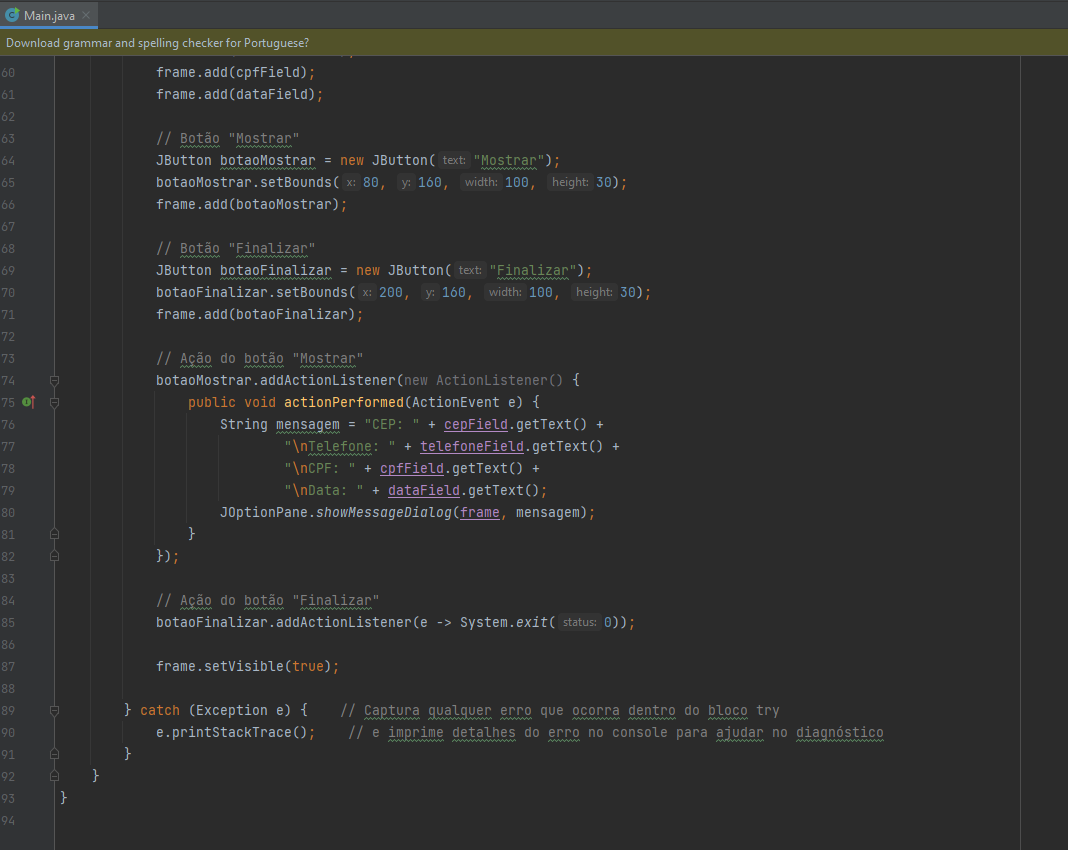 Main.java
Download grammar and spelling checker for Portuguese?
60 frame.add(cpfField);
61 frame.add(dataField);
62
63 // Botão "Mostrar"
64 JButton botaoMostrar = new JButton( text: "Mostrar");
65 botaoMostrar.setBounds( x: 80, y: 160, width: 100, height: 30);
66 frame.add(botaoMostrar);
67
68 // Botão "Finalizar"
69 JButton botaoFinalizar = new JButton( text: "Finalizar");
70 botaoFinalizar.setBounds( x: 200, y: 160, width: 100, height: 30);
71 frame.add(botaoFinalizar);
72
73 // Ação do botão "Mostrar"
74 botaoMostrar.addActionListener(new ActionListener() {
75 public void actionPerformed(ActionEvent e) {
76 String mensagem = "CEP: " + cepField.getText() +
77 "\nTelefone: " + telefoneField.getText() +
78 "\nCPF: " + cpfField.getText() +
79 "\nData: " + dataField.getText();
80 JOptionPane.showMessageDialog(frame, mensagem);
81 }
82 });
83
84 // Ação do botão "Finalizar"
85 botaoFinalizar.addActionListener(e -> System.exit( status: 0));
86
87 frame.setVisible(true);
88
89 } catch (Exception e) { // Captura qualquer erro que ocorra dentro do bloco try
90 e.printStackTrace(); // e imprime detalhes do erro no console para ajudar no diagnóstico
91 }
92 }
93 }
94